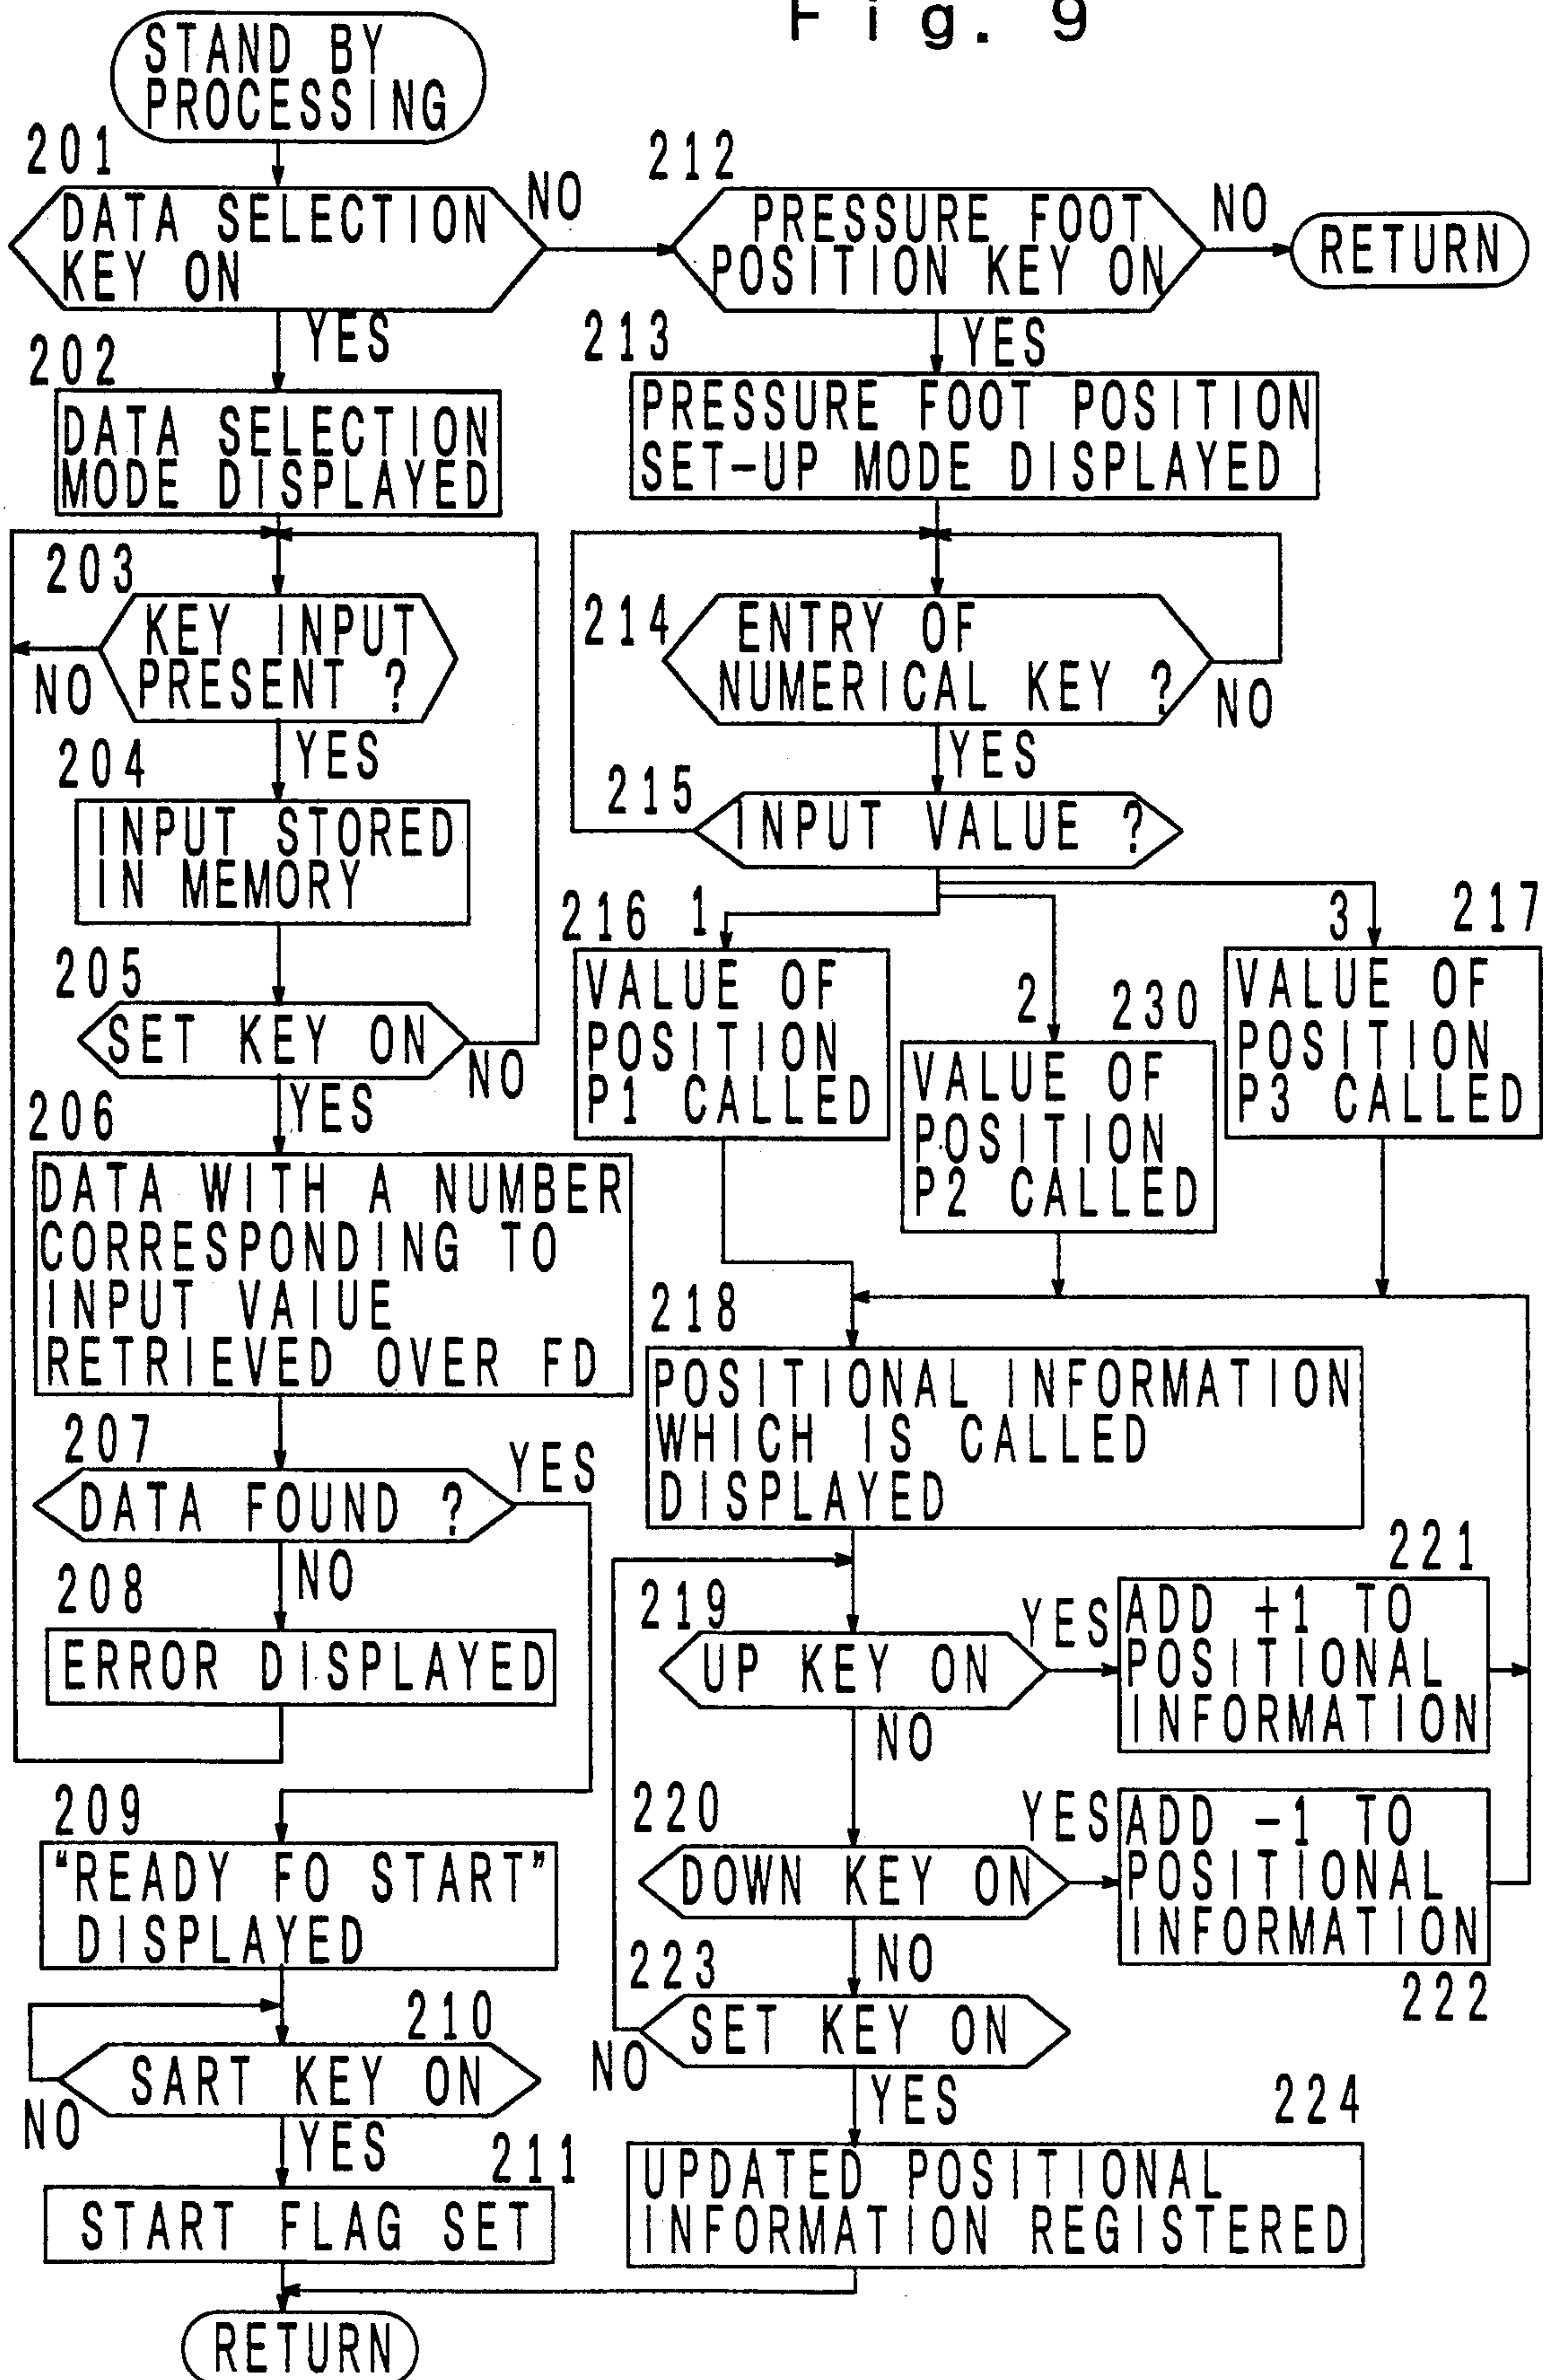 Fig. 9
STAND BY
PROCESSING
201
DATA SELECTION
KEY ON
NO
YES
212
PRESSURE FOOT
POSITION KEY ON
NO
RETURN
YES
202
DATA SELECTION
MODE DISPLAYED
213
PRESSURE FOOT POSITION
SET-UP MODE DISPLAYED
203
KEY INPUT
PRESENT ?
NO
YES
204
INPUT STORED
IN MEMORY
205
SET KEY ON
NO
YES
206
DATA WITH A NUMBER
CORRESPONDING TO
INPUT VAIUE
RETRIEVED OVER FD
207
DATA FOUND ?
YES
NO
208
ERROR DISPLAYED
209
“READY FO START”
DISPLAYED
210
SART KEY ON
NO
YES
211
START FLAG SET
RETURN
214
ENTRY OF
NUMERICAL KEY ?
NO
YES
215
INPUT VALUE ?
216
1
VALUE OF
POSITION
P1 CALLED
2
230
VALUE OF
POSITION
P2 CALLED
3
217
VALUE OF
POSITION
P3 CALLED
218
POSITIONAL INFORMATION
WHICH IS CALLED
DISPLAYED
219
UP KEY ON
YES
NO
221
ADD +1 TO
POSITIONAL
INFORMATION
220
DOWN KEY ON
YES
NO
ADD -1 TO
POSITIONAL
INFORMATION
222
223
SET KEY ON
NO
YES
224
UPDATED POSITIONAL
INFORMATION REGISTERED